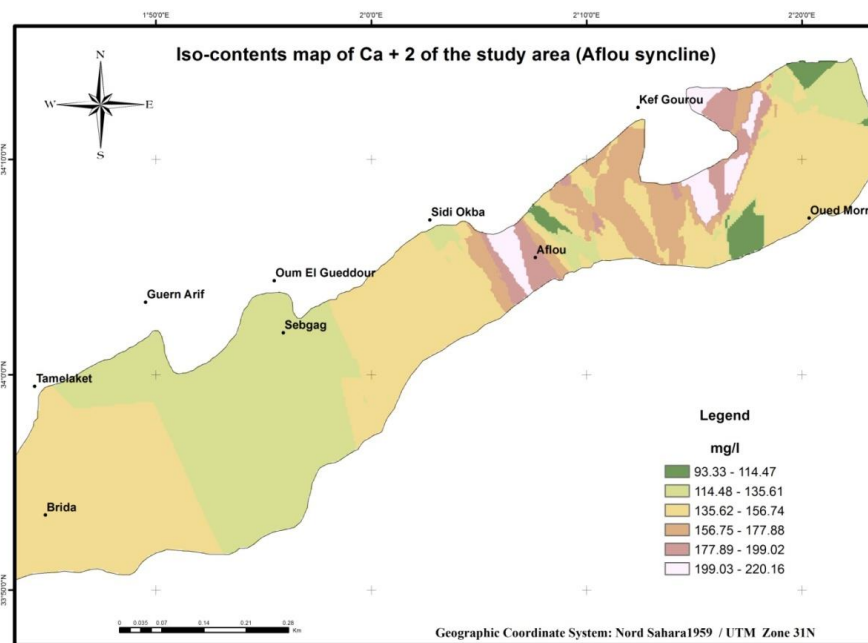 1°50'0"E 2°0'0"E 2°10'0"E 2°20'0"E
Iso-contents map of Ca + 2 of the study area (Aflou syncline)
N
W E
S
Kef Gourou
34°10'0"N
Sidi Okba
Oued Morr
Aflou
Oum El Gueddour
Guern Arif
Sebgag
34°0'0"N
Tamelaket
Legend
mg/l
93.33 - 114.47
114.48 - 135.61
135.62 - 156.74
156.75 - 177.88
177.89 - 199.02
199.03 - 220.16
Brida
33°50'0"N
0 0.035 0.07 0.14 0.21 0.28
Km
Geographic Coordinate System: Nord Sahara1959 / UTM Zone 31N